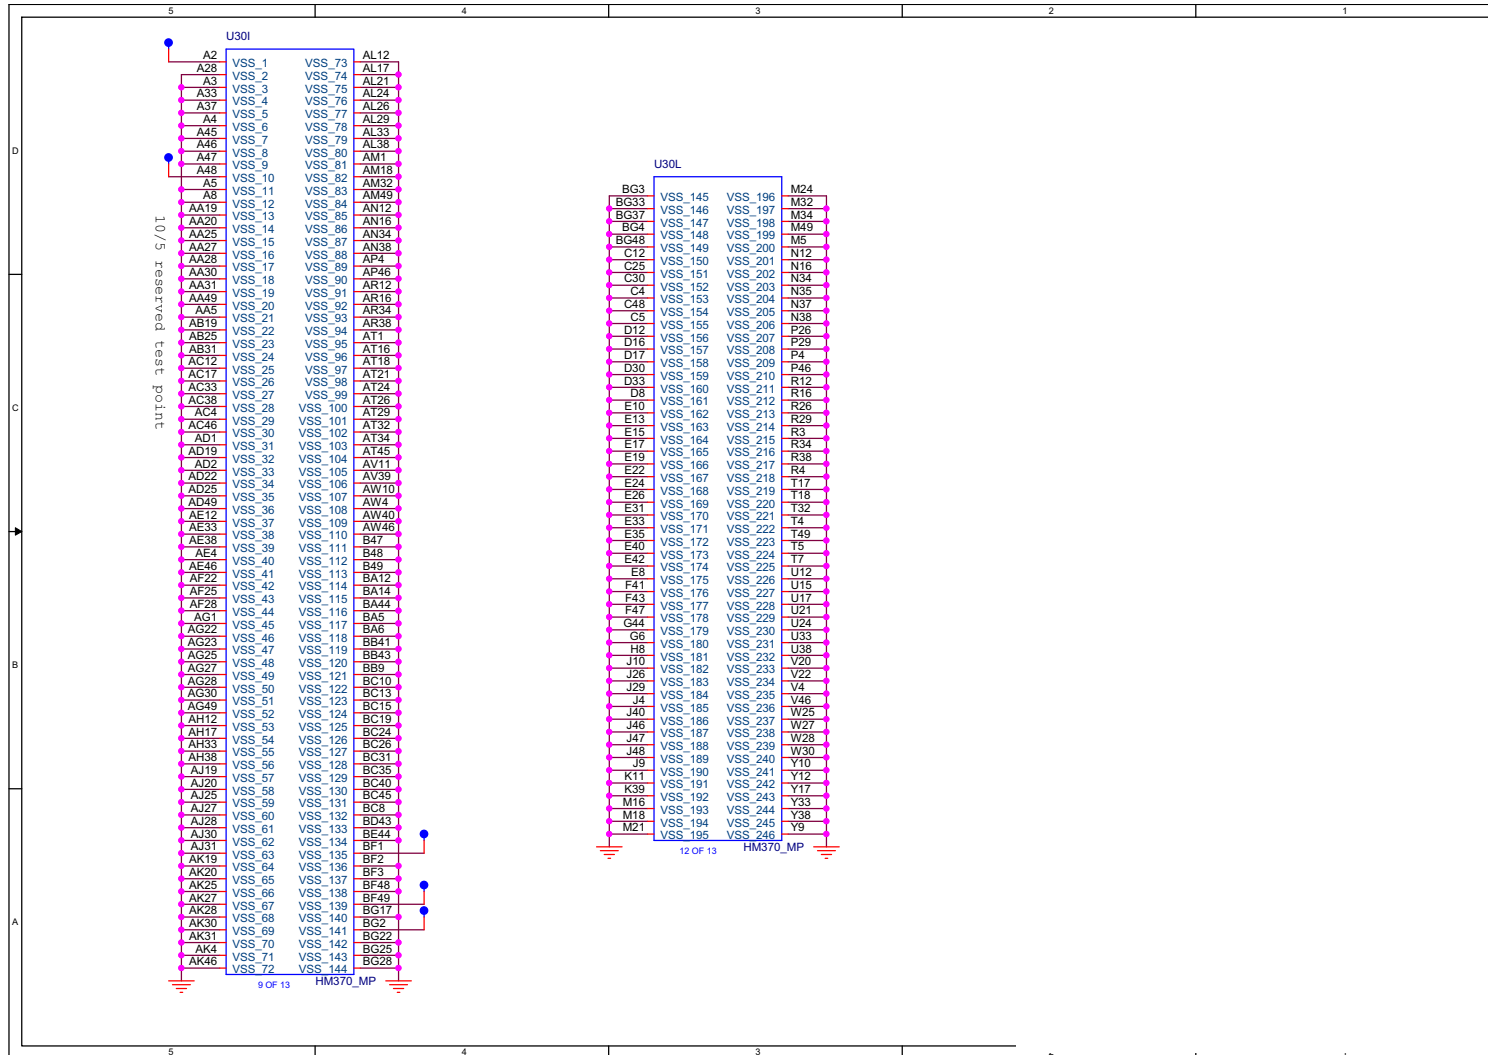 5 4 3 2 1
U30I
A2 VSS_1 VSS_73 AL12
A28 VSS_2 VSS_74 AL17
A3 VSS_3 VSS_75 AL21
A33 VSS_4 VSS_76 AL24
A37 VSS_5 VSS_77 AL26
A4 VSS_6 VSS_78 AL29
A45 VSS_7 VSS_79 AL33
A46 VSS_8 VSS_80 AL38
A47 VSS_9 VSS_81 AM1
A48 VSS_10 VSS_82 AM18
A5 VSS_11 VSS_83 AM32
A8 VSS_12 VSS_84 AM49
AA19 VSS_13 VSS_85 AN12
AA20 VSS_14 VSS_86 AN16
AA25 VSS_15 VSS_87 AN34
AA27 VSS_16 VSS_88 AN38
AA28 VSS_17 VSS_89 AP4
AA30 VSS_18 VSS_90 AP46
AA31 VSS_19 VSS_91 AR12
AA49 VSS_20 VSS_92 AR16
AA5 VSS_21 VSS_93 AR34
AB19 VSS_22 VSS_94 AR38
AB25 VSS_23 VSS_95 AT1
AB31 VSS_24 VSS_96 AT16
AC12 VSS_25 VSS_97 AT18
AC17 VSS_26 VSS_98 AT21
AC33 VSS_27 VSS_99 AT24
AC38 VSS_28 VSS_100 AT26
AC4 VSS_29 VSS_101 AT29
AC46 VSS_30 VSS_102 AT32
AD1 VSS_31 VSS_103 AT34
AD19 VSS_32 VSS_104 AT45
AD2 VSS_33 VSS_105 AV11
AD22 VSS_34 VSS_106 AV39
AD25 VSS_35 VSS_107 AW10
AD49 VSS_36 VSS_108 AW4
AE12 VSS_37 VSS_109 AW40
AE33 VSS_38 VSS_110 AW46
AE38 VSS_39 VSS_111 B47
AE4 VSS_40 VSS_112 B48
AE46 VSS_41 VSS_113 B49
AF22 VSS_42 VSS_114 BA12
AF25 VSS_43 VSS_115 BA14
AF28 VSS_44 VSS_116 BA44
AG1 VSS_45 VSS_117 BA5
AG22 VSS_46 VSS_118 BA6
AG23 VSS_47 VSS_119 BB41
AG25 VSS_48 VSS_120 BB43
AG27 VSS_49 VSS_121 BB9
AG28 VSS_50 VSS_122 BC10
AG30 VSS_51 VSS_123 BC13
AG49 VSS_52 VSS_124 BC15
AH12 VSS_53 VSS_125 BC19
AH17 VSS_54 VSS_126 BC24
AH33 VSS_55 VSS_127 BC26
AH38 VSS_56 VSS_128 BC31
AJ19 VSS_57 VSS_129 BC35
AJ20 VSS_58 VSS_130 BC40
AJ25 VSS_59 VSS_131 BC45
AJ27 VSS_60 VSS_132 BC8
AJ28 VSS_61 VSS_133 BD43
AJ30 VSS_62 VSS_134 BE44
AJ31 VSS_63 VSS_135 BF1
AK19 VSS_64 VSS_136 BF2
AK20 VSS_65 VSS_137 BF3
AK25 VSS_66 VSS_138 BF48
AK27 VSS_67 VSS_139 BF49
AK28 VSS_68 VSS_140 BG17
AK30 VSS_69 VSS_141 BG2
AK31 VSS_70 VSS_142 BG22
AK4 VSS_71 VSS_143 BG25
AK46 VSS_72 VSS_144 BG28
9 OF 13 HM370_MP
10/5 reserved test point
U30L
BG3 VSS_145 VSS_196 M24
BG33 VSS_146 VSS_197 M32
BG37 VSS_147 VSS_198 M34
BG4 VSS_148 VSS_199 M49
BG48 VSS_149 VSS_200 M5
C12 VSS_150 VSS_201 N12
C25 VSS_151 VSS_202 N16
C30 VSS_152 VSS_203 N34
C4 VSS_153 VSS_204 N35
C48 VSS_154 VSS_205 N37
C5 VSS_155 VSS_206 N38
D12 VSS_156 VSS_207 P26
D16 VSS_157 VSS_208 P29
D17 VSS_158 VSS_209 P4
D30 VSS_159 VSS_210 P46
D33 VSS_160 VSS_211 R12
D8 VSS_161 VSS_212 R16
E10 VSS_162 VSS_213 R26
E13 VSS_163 VSS_214 R29
E15 VSS_164 VSS_215 R3
E17 VSS_165 VSS_216 R34
E19 VSS_166 VSS_217 R38
E22 VSS_167 VSS_218 R4
E24 VSS_168 VSS_219 T17
E26 VSS_169 VSS_220 T18
E31 VSS_170 VSS_221 T32
E33 VSS_171 VSS_222 T4
E35 VSS_172 VSS_223 T49
E40 VSS_173 VSS_224 T5
E42 VSS_174 VSS_225 T7
E8 VSS_175 VSS_226 U12
F41 VSS_176 VSS_227 U15
F43 VSS_177 VSS_228 U17
F47 VSS_178 VSS_229 U21
G44 VSS_179 VSS_230 U24
G6 VSS_180 VSS_231 U33
H8 VSS_181 VSS_232 U38
J10 VSS_182 VSS_233 V20
J26 VSS_183 VSS_234 V22
J29 VSS_184 VSS_235 V4
J4 VSS_185 VSS_236 V46
J40 VSS_186 VSS_237 W25
J46 VSS_187 VSS_238 W27
J47 VSS_188 VSS_239 W28
J48 VSS_189 VSS_240 W30
J9 VSS_190 VSS_241 Y10
K11 VSS_191 VSS_242 Y12
K39 VSS_192 VSS_243 Y17
M16 VSS_193 VSS_244 Y33
M18 VSS_194 VSS_245 Y38
M21 VSS_195 VSS_246 Y9
12 OF 13 HM370_MP
D
C
B
A
5 4 3